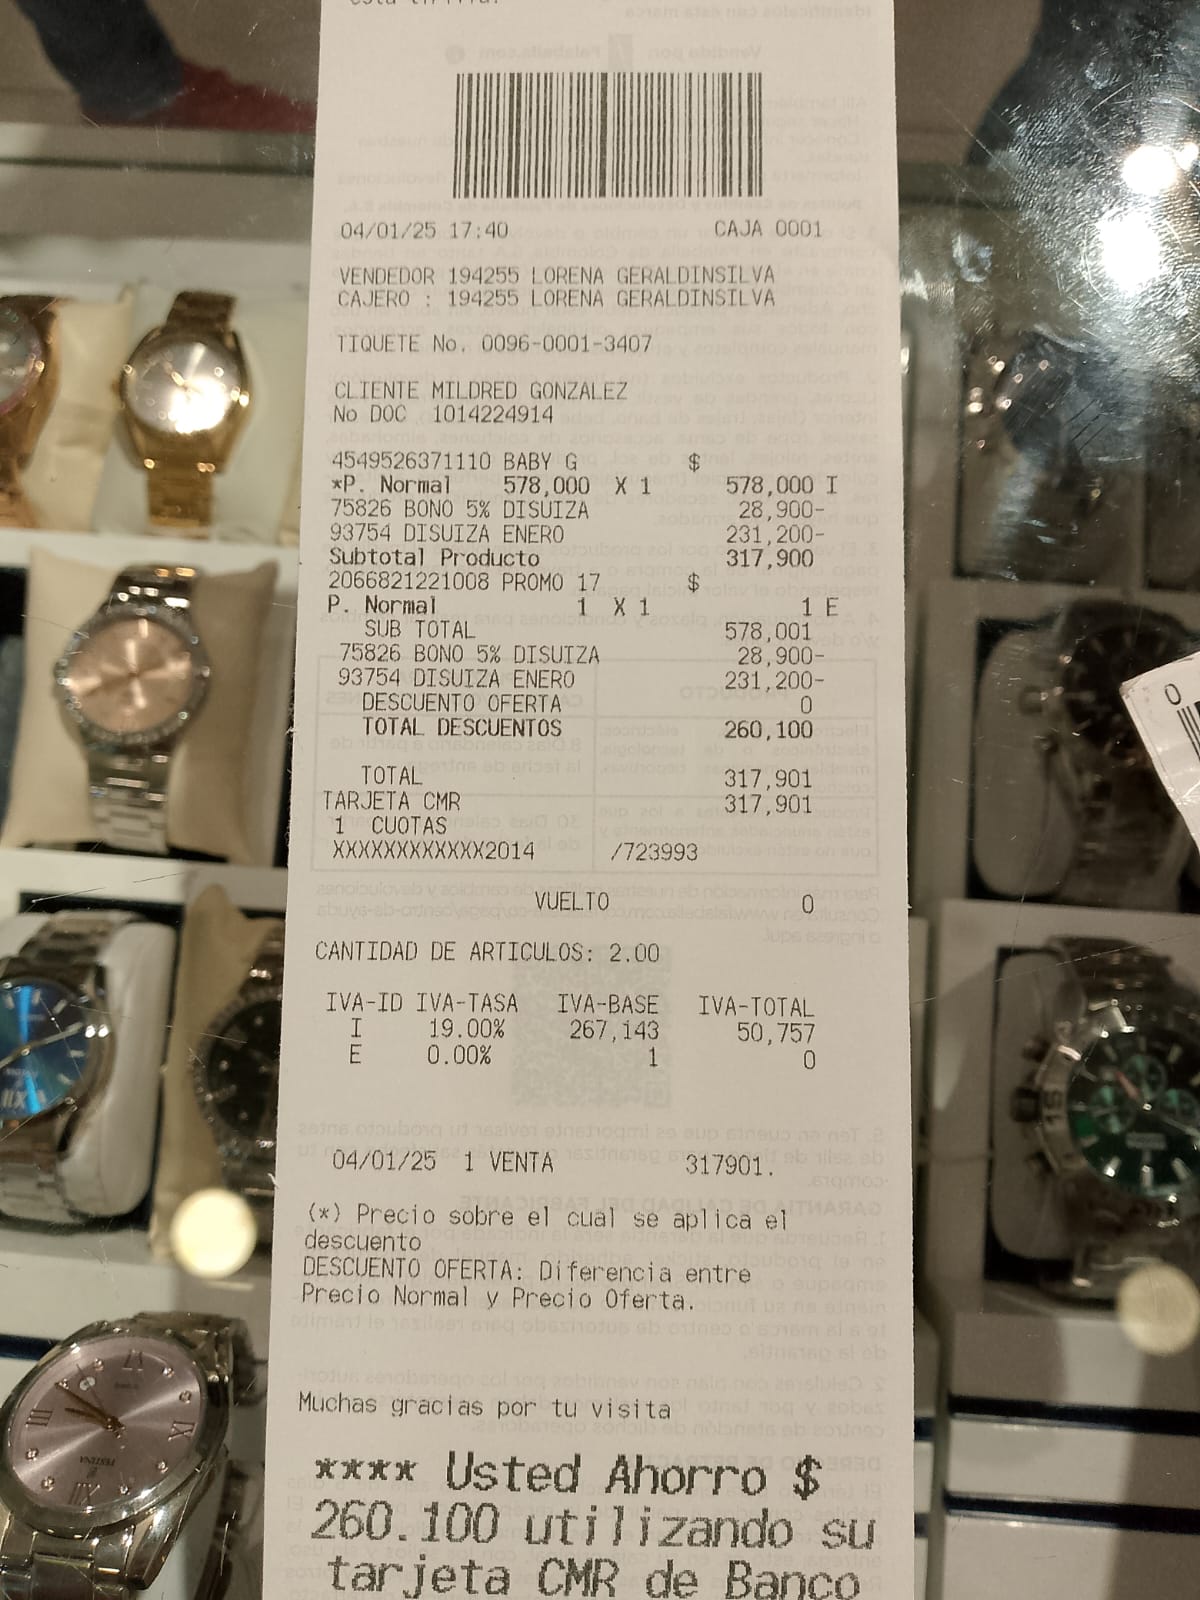 04/01/25 17:40 CAJA 0001
VENDEDOR 194255 LORENA GERALDINSILVA
CAJERO : 194255 LORENA GERALDINSILVA
TIQUETE No. 0096-0001-3407
CLIENTE MILDRED GONZALEZ
No DOC 1014224914
4549526371110 BABY G $
*P. Normal 578,000 X 1 578,000 I
75826 BONO 5% DISUIZA 28,900-
93754 DISUIZA ENERO 231,200-
Subtotal Producto 317,900
2066821221008 PROMO 17 $
P. Normal 1 X 1 1 E
SUB TOTAL 578,001
75826 BONO 5% DISUIZA 28,900-
93754 DISUIZA ENERO 231,200-
DESCUENTO OFERTA 0
TOTAL DESCUENTOS 260,100
TOTAL 317,901
TARJETA CMR 317,901
1 CUOTAS
XXXXXXXXXXXX2014 /723993
VUELTO 0
CANTIDAD DE ARTICULOS: 2.00
IVA-ID IVA-TASA IVA-BASE IVA-TOTAL
I 19.00% 267,143 50,757
E 0.00% 1 0
04/01/25 1 VENTA 317901.
(*) Precio sobre el cual se aplica el
descuento
DESCUENTO OFERTA: Diferencia entre
Precio Normal y Precio Oferta.
Muchas gracias por tu visita
**** Usted Ahorro $
260.100 utilizando su
tarjeta CMR de Banco